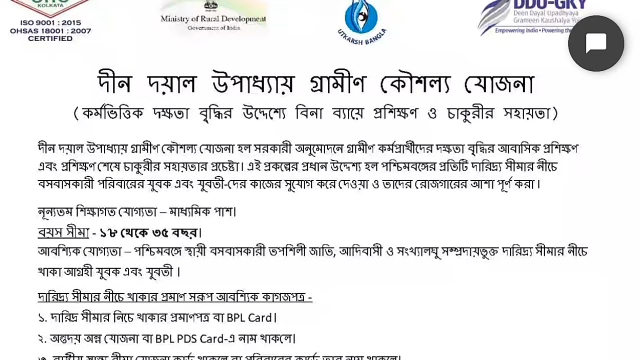 KOLKATA
ISO 9001 : 2015
OHSAS 18001 : 2007
CERTIFIED
Ministry of Rural Development
Government of India
UTKARSH BANGLA
DDU-GKY
Deen Dayal Upadhyaya
Grameen Kaushalya
Empowering India
দীন দয়াল উপাধ্যায় গ্রামীণ কৌশল্য যোজনা
(কর্মভিত্তিক দক্ষতা বৃদ্ধির উদ্দেশ্যে বিনা ব্যায়ে প্রশিক্ষণ ও চাকুরীর সহায়তা)
দীন দয়াল উপাধ্যায় গ্রামীণ কৌশল্য যোজনা হল সরকারী অনুমোদনে গ্রামীণ কর্মপ্রার্থীদের দক্ষতা বৃদ্ধির আবাসিক প্রশিক্ষণ
এবং প্রশিক্ষণ শেষে চাকুরীর সহায়তার প্রচেষ্টা। এই প্রকল্পের প্রধান উদ্দেশ্য হল পশ্চিমবঙ্গের প্রতিটি দারিদ্র্য সীমার নীচে
বসবাসকারী পরিবারের যুবক এবং যুবতী-দের কাজের সুযোগ করে দেওয়া ও তাদের রোজগারের আশা পূর্ণ করা ।
নূন্যতম শিক্ষাগত যোগ্যতা – মাধ্যমিক পাশ।
বয়স সীমা - ১৮ থেকে ৩৫ বছর।
আবশ্যিক যোগ্যতা – পশ্চিমবঙ্গে স্থায়ী বসবাসকারী তপশিলী জাতি, আদিবাসী ও সংখ্যালঘু সম্প্রদায়ভুক্ত দারিদ্র্য সীমার নীচে
থাকা আগ্রহী যুবক এবং যুবতী ।
দারিদ্র্য সীমার নীচে থাকার প্রমাণ সরূপ আবশ্যিক কাগজপত্র -
১. দারিদ্র সীমার নিচে থাকার প্রমাণপত্র বা BPL Card।
২. অন্ত্যদয় অন্ন যোজনা বা BPL PDS Card-এ নাম থাকলে।